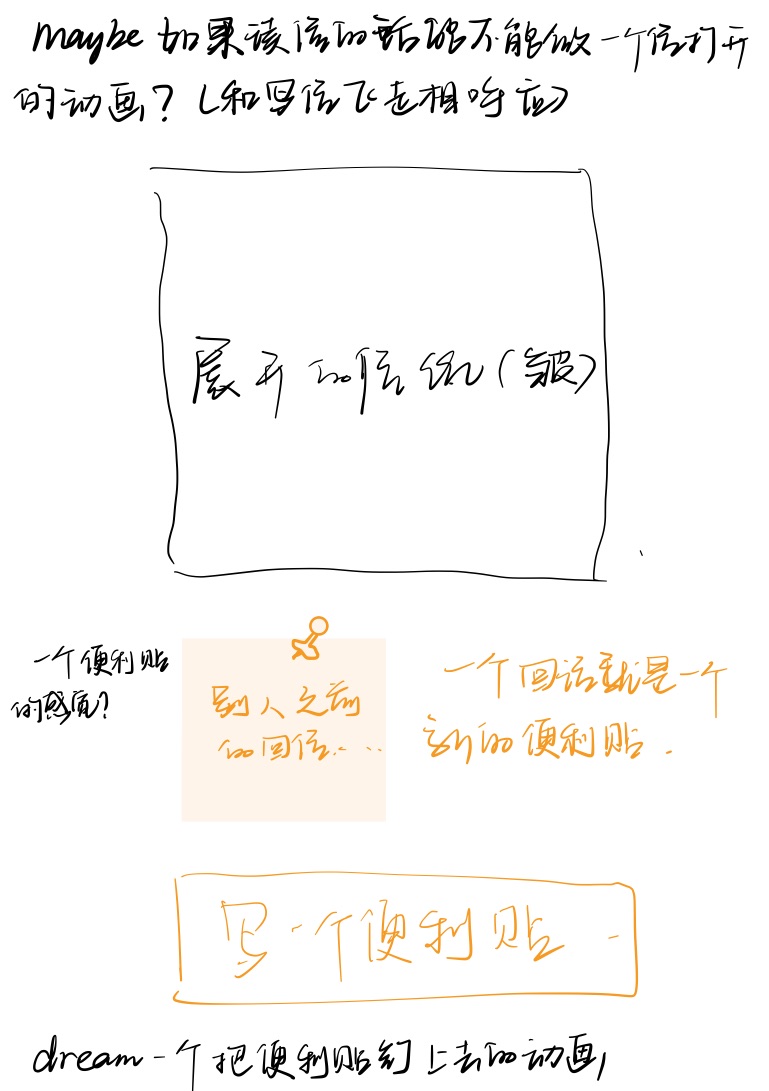 maybe 如果读信的话能不能做一个信打开
的动画？（和写信飞走相呼应）
展开的信纸（皱）
一个便利贴
的感觉？
别人之前
的回信.....
一个回话就是一个
新的便利贴.
写一个便利贴
dream 一个把便利贴钉上去的动画,